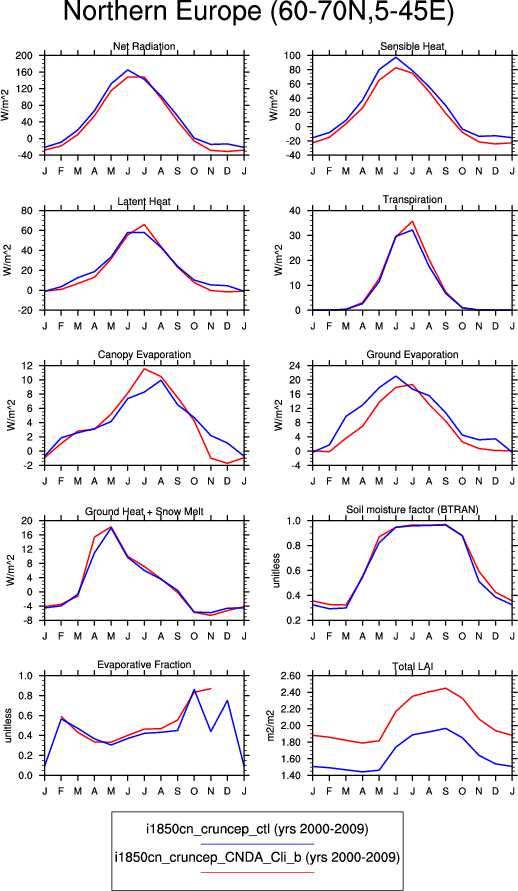 Northern Europe (60-70N,5-45E)
Net Radiation
Sensible Heat
W/m^2
200
160
120
80
40
0
-40
J F M A M J J A S O N D J
W/m^2
100
80
60
40
20
0
-20
-40
J F M A M J J A S O N D J
Latent Heat
Transpiration
W/m^2
80
60
40
20
0
-20
J F M A M J J A S O N D J
W/m^2
40
30
20
10
0
J F M A M J J A S O N D J
Canopy Evaporation
Ground Evaporation
W/m^2
12
10
8
6
4
2
0
-2
J F M A M J J A S O N D J
W/m^2
24
20
16
12
8
4
0
-4
J F M A M J J A S O N D J
Ground Heat + Snow Melt
Soil moisture factor (BTRAN)
W/m^2
20
16
12
8
4
0
-4
-8
J F M A M J J A S O N D J
unitless
1.0
0.8
0.6
0.4
0.2
J F M A M J J A S O N D J
Evaporative Fraction
Total LAI
unitless
1.0
0.8
0.6
0.4
0.2
0.0
J F M A M J J A S O N D J
m2/m2
2.60
2.40
2.20
2.00
1.80
1.60
1.40
J F M A M J J A S O N D J
i1850cn_cruncep_ctl (yrs 2000-2009)
i1850cn_cruncep_CNDA_Cli_b (yrs 2000-2009)